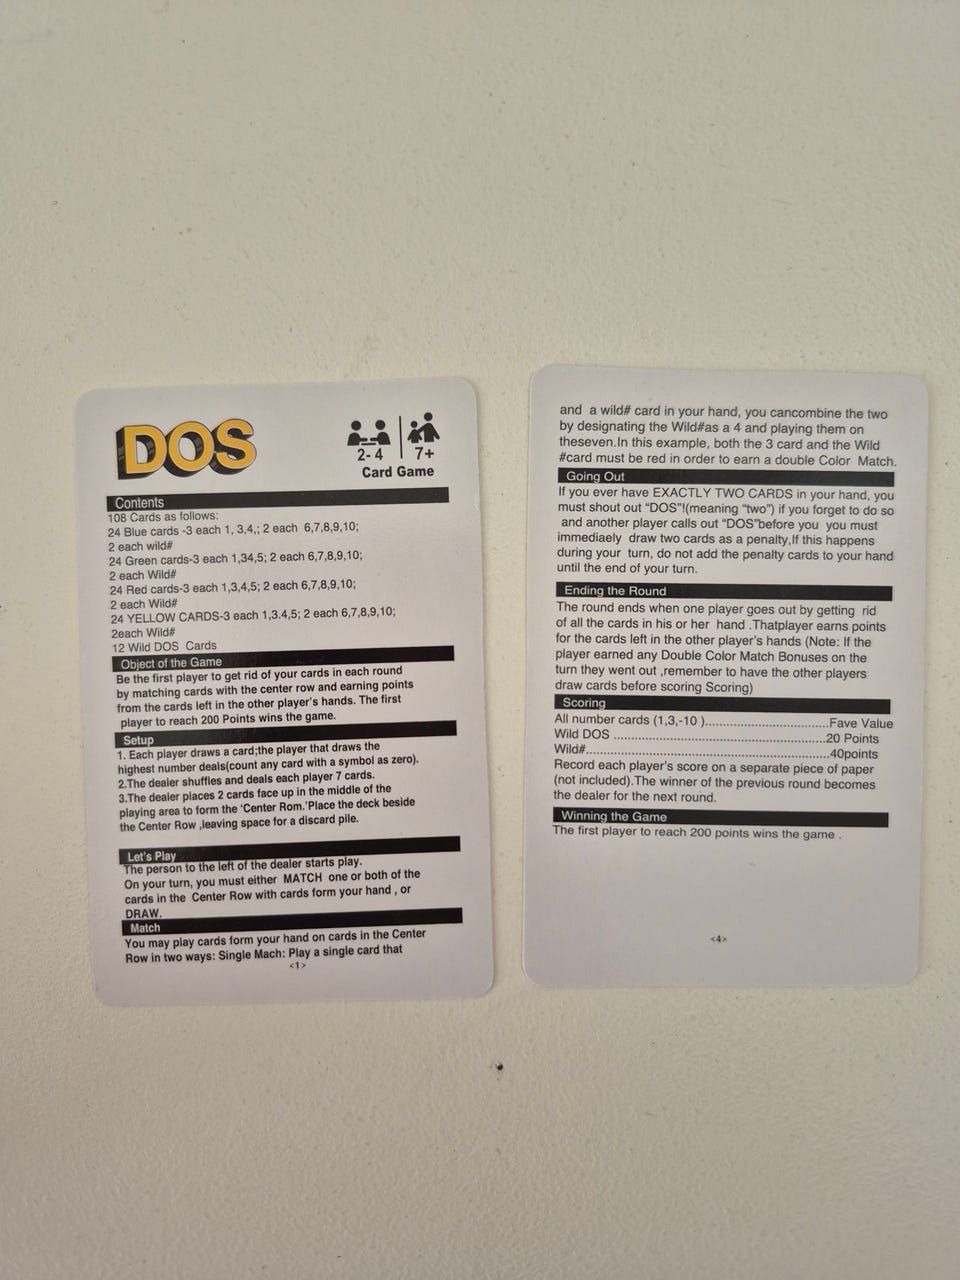 DOS
2- 4
7+
Card Game
Contents
108 Cards as follows:
24 Blue cards -3 each 1, 3,4,; 2 each 6,7,8,9,10;
2 each wild#
24 Green cards-3 each 1,34,5; 2 each 6,7,8,9,10;
2 each Wild#
24 Red cards-3 each 1,3,4,5; 2 each 6,7,8,9,10;
2 each Wild#
24 YELLOW CARDS-3 each 1,3.4,5; 2 each 6,7,8,9,10;
2each Wild#
12 Wild DOS Cards
Object of the Game
Be the first player to get rid of your cards in each round
by matching cards with the center row and earning points
from the cards left in the other player's hands. The first
player to reach 200 Points wins the game.
Setup
1. Each player draws a card;the player that draws the
highest number deals(count any card with a symbol as zero).
2.The dealer shuffles and deals each player 7 cards.
3.The dealer places 2 cards face up in the middle of the
playing area to form the 'Center Rom.'Place the deck beside
the Center Row ,leaving space for a discard pile.
Let's Play
The person to the left of the dealer starts play.
On your turn, you must either MATCH one or both of the
cards in the Center Row with cards form your hand , or
DRAW.
Match
You may play cards form your hand on cards in the Center
Row in two ways: Single Mach: Play a single card that
<1>
and a wild# card in your hand, you cancombine the two
by designating the Wild#as a 4 and playing them on
theseven.In this example, both the 3 card and the Wild
#card must be red in order to earn a double Color Match.
Going Out
If you ever have EXACTLY TWO CARDS in your hand, you
must shout out "DOS"!(meaning "two") if you forget to do so
and another player calls out "DOS"before you you must
immediaely draw two cards as a penalty,If this happens
during your turn, do not add the penalty cards to your hand
until the end of your turn.
Ending the Round
The round ends when one player goes out by getting rid
of all the cards in his or her hand .Thatplayer earns points
for the cards left in the other player's hands (Note: If the
player earned any Double Color Match Bonuses on the
turn they went out ,remember to have the other players
draw cards before scoring Scoring)
Scoring
All number cards (1,3,-10 )..............................Fave Value
Wild DOS .....................................................20 Points
Wild#.............................................................40points
Record each player's score on a separate piece of paper
(not included).The winner of the previous round becomes
the dealer for the next round.
Winning the Game
The first player to reach 200 points wins the game .
<4>